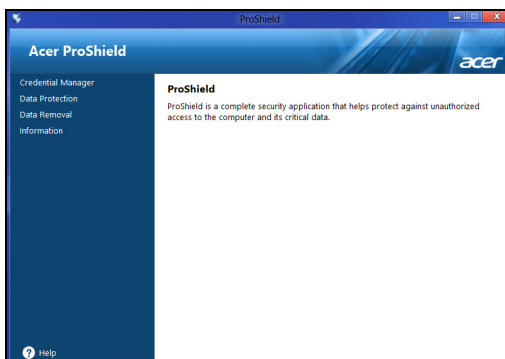 ProShield
Acer ProShield
acer
Credential Manager
Data Protection
Data Removal
Information
ProShield
ProShield is a complete security application that helps protect against unauthorized
access to the computer and its critical data.
? Help